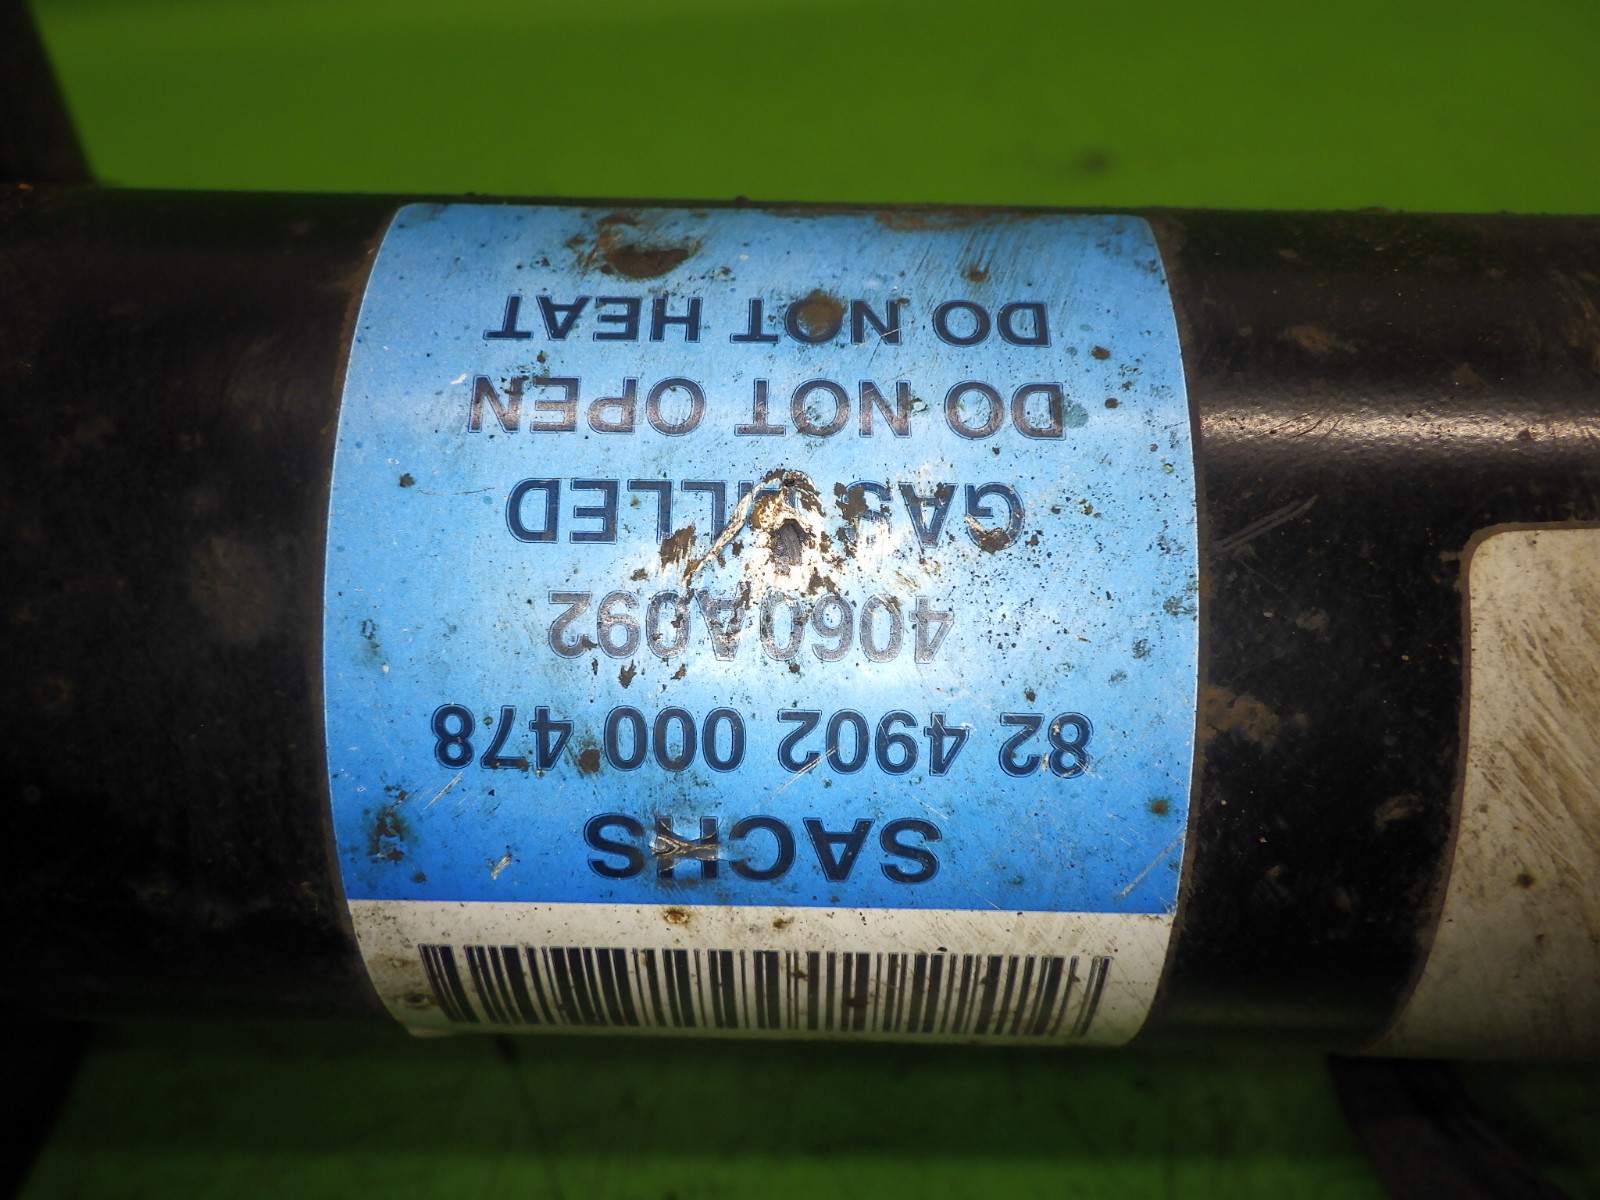 SACHS
82 4902 000 478
4060A092
GAS FILLED
DO NOT OPEN
DO NOT HEAT